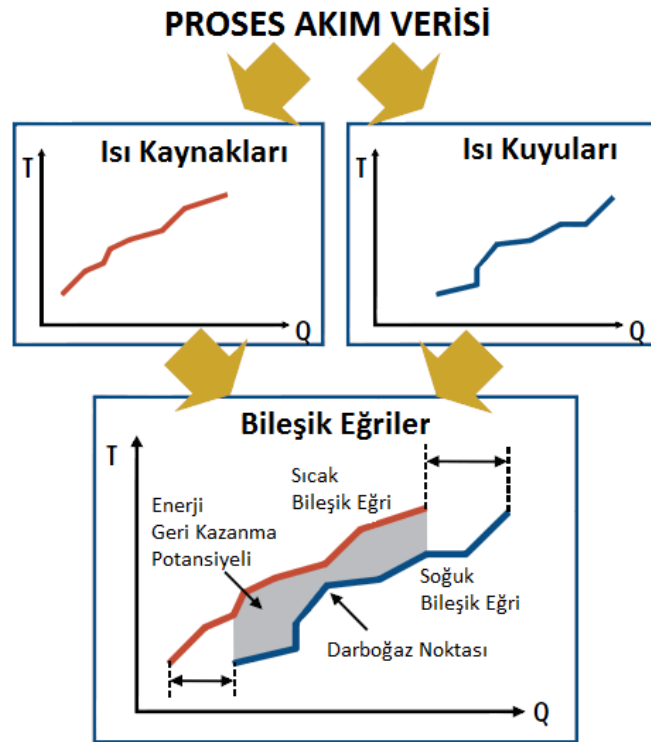 PROSES AKIM VERİSİ
Isı Kaynakları
T
Q
Isı Kuyuları
T
Q
Bileşik Eğriler
T
Sıcak
Bileşik Eğri
Enerji
Geri Kazanma
Potansiyeli
Soğuk
Bileşik Eğri
Darboğaz Noktası
Q